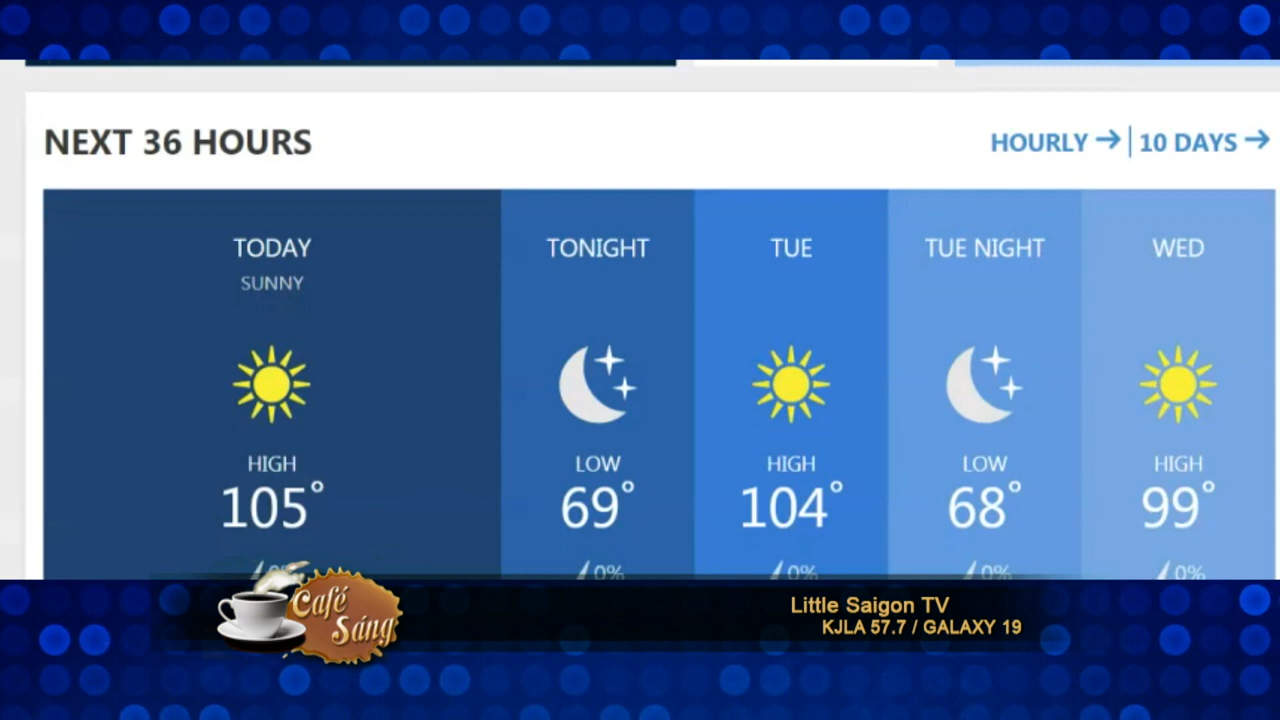 NEXT 36 HOURS
HOURLY → | 10 DAYS →
TODAY
SUNNY
HIGH
105°
TONIGHT
LOW
69°
0%
TUE
HIGH
104°
0%
TUE NIGHT
LOW
68°
0%
WED
HIGH
99°
0%
Café
Sáng
Little Saigon TV
KJLA 57.7 / GALAXY 19